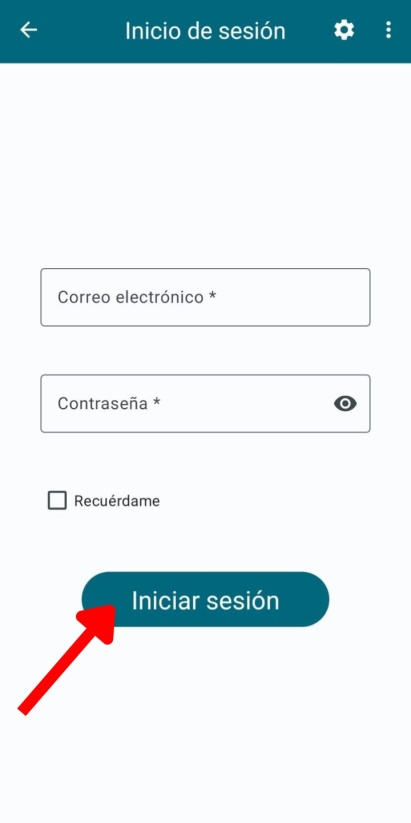 Inicio de sesión
Correo electrónico *
Contraseña *
Recuérdame
Iniciar sesión